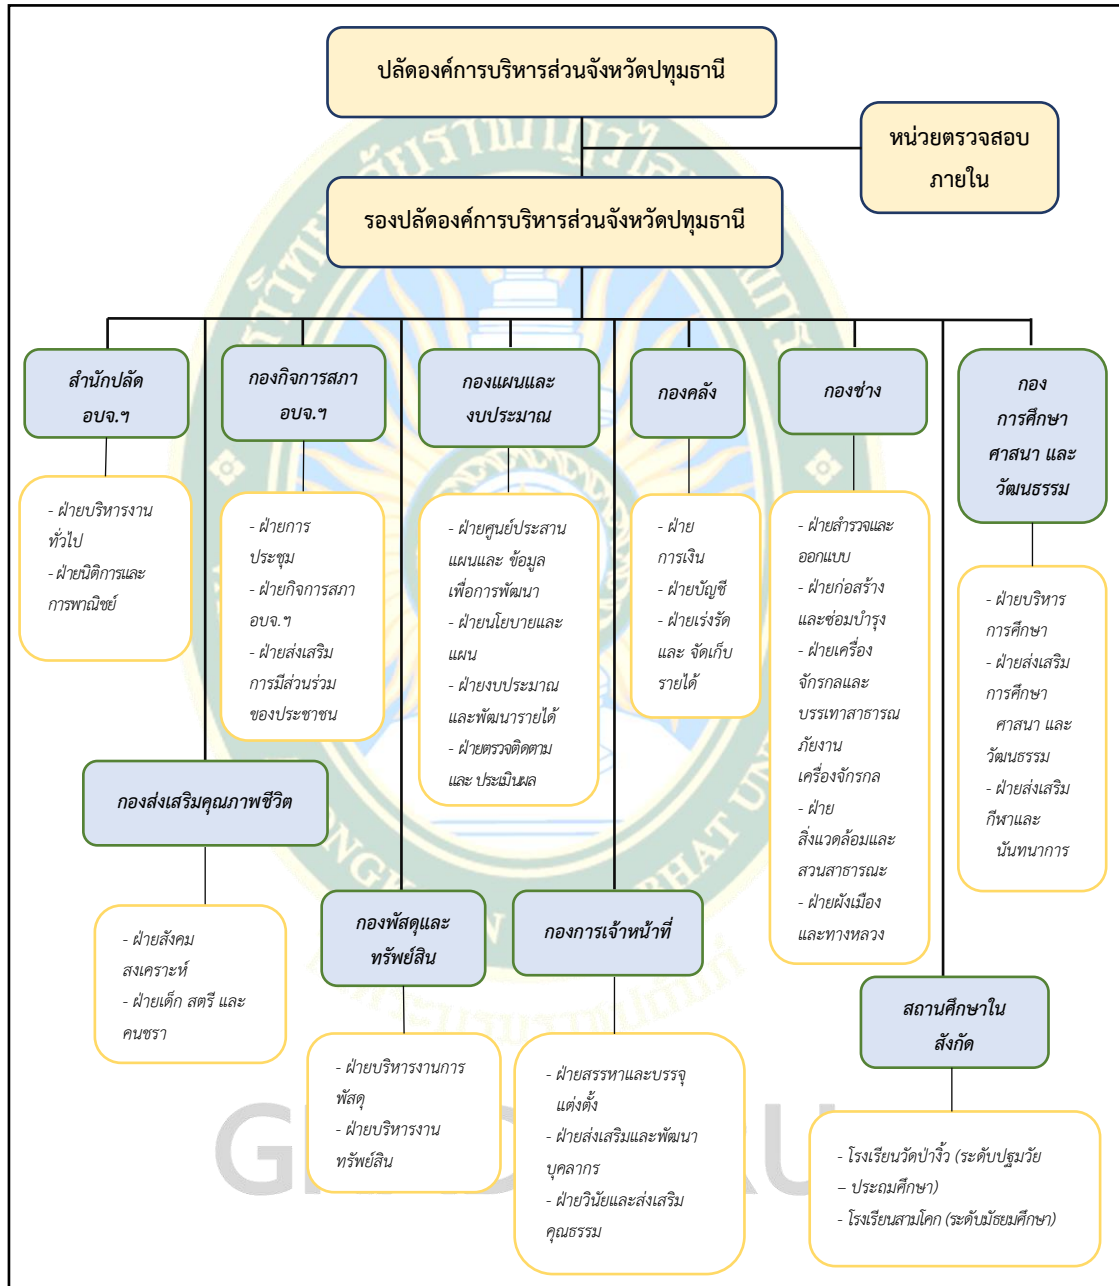 ปลัดองค์การบริหารส่วนจังหวัดปทุมธานี
หน่วยตรวจสอบ
ภายใน
รองปลัดองค์การบริหารส่วนจังหวัดปทุมธานี
สำนักปลัด
อบจ.ฯ
กองกิจการสภา
อบจ.ฯ
กองแผนและ
งบประมาณ
กองคลัง
กองช่าง
กอง
การศึกษา
ศาสนา และ
วัฒนธรรม
- ฝ่ายบริหารงาน
ทั่วไป
- ฝ่ายนิติการและ
การพาณิชย์
- ฝ่ายการ
ประชุม
- ฝ่ายกิจการสภา
อบจ.ฯ
- ฝ่ายส่งเสริม
การมีส่วนร่วม
ของประชาชน
- ฝ่ายศูนย์ประสาน
แผนและ ข้อมูล
เพื่อการพัฒนา
- ฝ่ายนโยบายและ
แผน
- ฝ่ายงบประมาณ
และพัฒนารายได้
- ฝ่ายตรวจติดตาม
และ ประเมินผล
- ฝ่าย
การเงิน
- ฝ่ายบัญชี
- ฝ่ายเร่งรัด
และ จัดเก็บ
รายได้
- ฝ่ายสำรวจและ
ออกแบบ
- ฝ่ายก่อสร้าง
และซ่อมบำรุง
- ฝ่ายเครื่อง
จักรกลและ
บรรเทาสาธารณ
ภัยงาน
เครื่องจักรกล
- ฝ่าย
สิ่งแวดล้อมและ
สวนสาธารณะ
- ฝ่ายผังเมือง
และทางหลวง
- ฝ่ายบริหาร
การศึกษา
- ฝ่ายส่งเสริม
การศึกษา
ศาสนา และ
วัฒนธรรม
- ฝ่ายส่งเสริม
กีฬาและ
นันทนาการ
กองส่งเสริมคุณภาพชีวิต
กองพัสดุและ
ทรัพย์สิน
กองการเจ้าหน้าที่
สถานศึกษาใน
สังกัด
- ฝ่ายสังคม
สงเคราะห์
- ฝ่ายเด็ก สตรี และ
คนชรา
- ฝ่ายบริหารงานการ
พัสดุ
- ฝ่ายบริหารงาน
ทรัพย์สิน
- ฝ่ายสรรหาและบรรจุ
แต่งตั้ง
- ฝ่ายส่งเสริมและพัฒนา
บุคลากร
- ฝ่ายวินัยและส่งเสริม
คุณธรรม
- โรงเรียนวัดป่างิ้ว (ระดับปฐมวัย
– ประถมศึกษา)
- โรงเรียนสามโคก (ระดับมัธยมศึกษา)